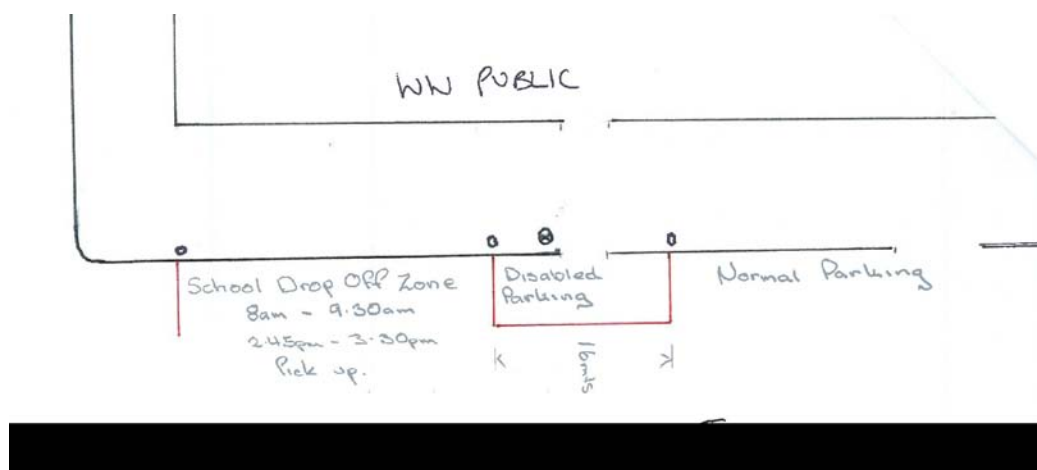 WW PUBLIC
School Drop Off Zone
8am - 9.30am
2.45pm - 3.30pm
Pick up.
Disabled
Parking
16mts
Normal Parking